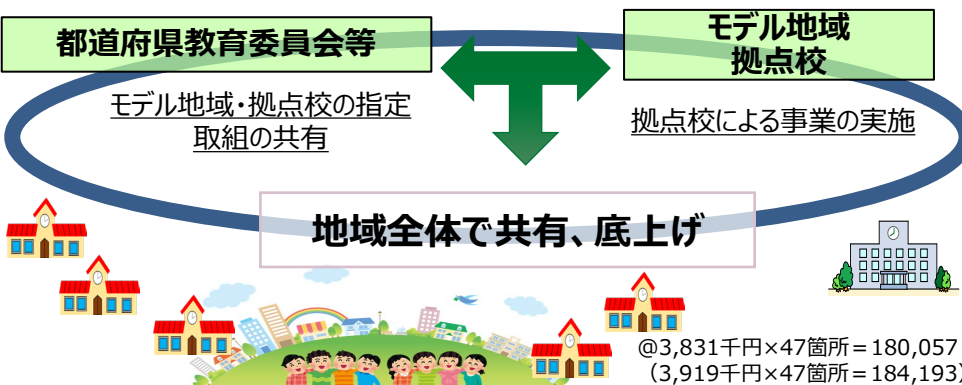 都道府県教育委員会等
モデル地域
拠点校
モデル地域・拠点校の指定
取組の共有
拠点校による事業の実施
地域全体で共有、底上げ
@3,831千円×47箇所＝180,057
（3,919千円×47箇所＝184,193）